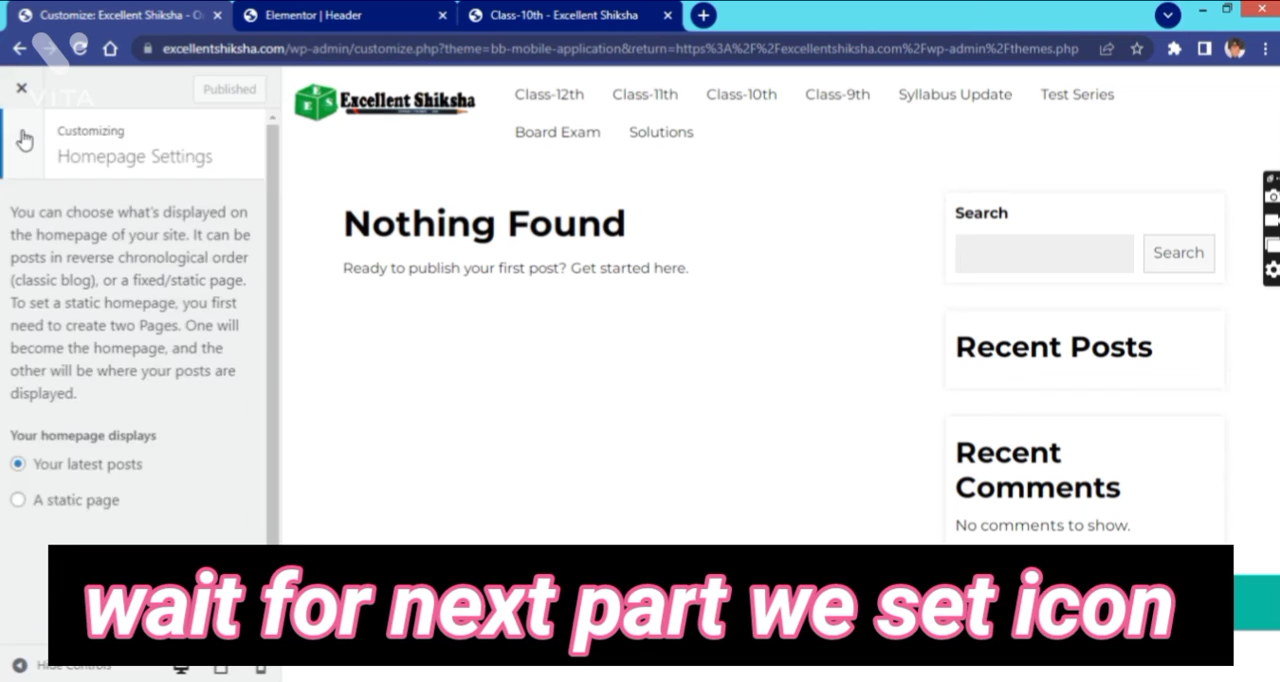 Customize: Excellent Shiksha - O
Elementor | Header
Class-10th - Excellent Shiksha
excellentshiksha.com/wp-admin/customize.php?theme=bb-mobile-application&return=https%3A%2F%2Fexcellentshiksha.com%2Fwp-admin%2Fthemes.php
VITA
Published
Customizing
Homepage Settings
You can choose what's displayed on
the homepage of your site. It can be
posts in reverse chronological order
(classic blog), or a fixed/static page.
To set a static homepage, you first
need to create two Pages. One will
become the homepage, and the
other will be where your posts are
displayed.
Your homepage displays
Your latest posts
A static page
Hide Controls
E
E S
Excellent Shiksha
Class-12th Class-11th Class-10th Class-9th Syllabus Update Test Series
Board Exam Solutions
Nothing Found
Ready to publish your first post? Get started here.
Search
Search
Recent Posts
Recent
Comments
No comments to show.
wait for next part we set icon